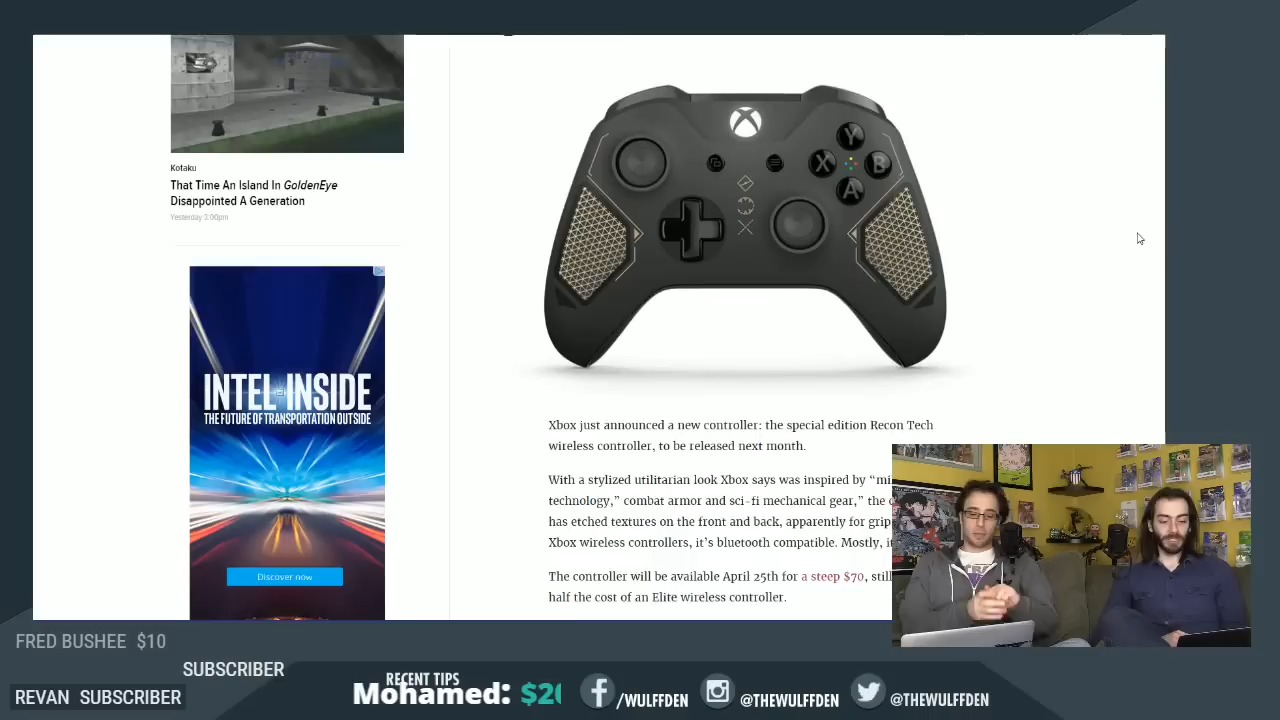 Kotaku
That Time An Island In GoldenEye
Disappointed A Generation
Yesterday 3:00pm
INTEL INSIDE
THE FUTURE OF TRANSPORTATION OUTSIDE
Discover now
Y
X
B
A
Xbox just announced a new controller: the special edition Recon Tech
wireless controller, to be released next month.
With a stylized utilitarian look Xbox says was inspired by “mi
technology,” combat armor and sci-fi mechanical gear,” the
has etched textures on the front and back, apparently for grip
Xbox wireless controllers, it’s bluetooth compatible. Mostly,
The controller will be available April 25th for a steep $70, still
half the cost of an Elite wireless controller.
FRED BUSHEE $10
SUBSCRIBER
REVAN SUBSCRIBER
RECENT TIPS
Mohamed:
/WULFFDEN
@THEWULFFDEN
@THEWULFFDEN